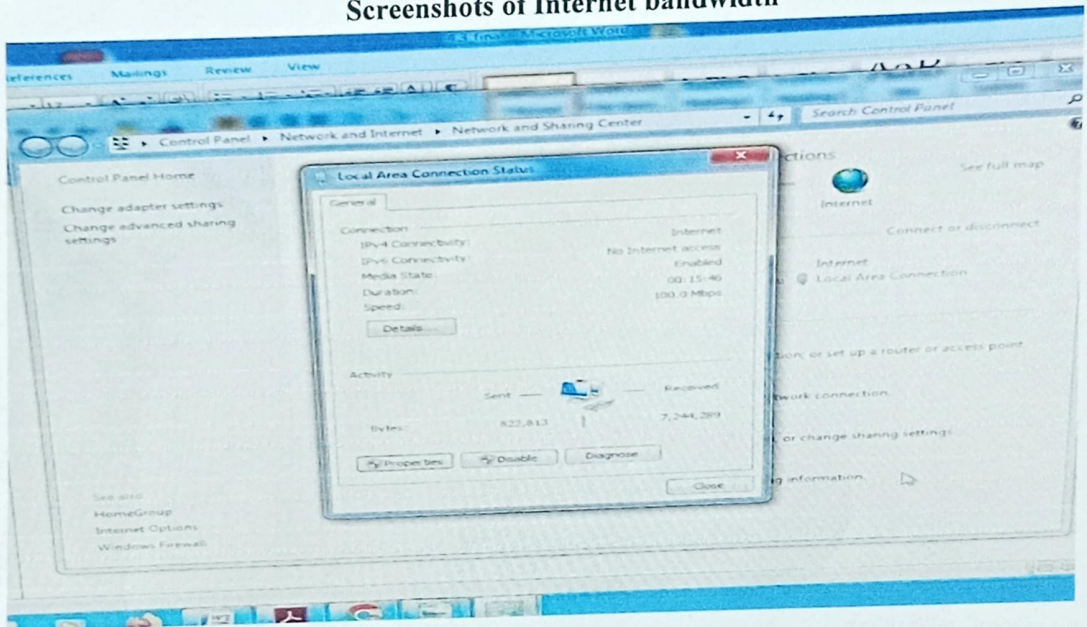 Screenshots of Internet bandwidth
Microsoft Word
References Mailings Review View
Control Panel ▸ Network and Internet ▸ Network and Sharing Center
Search Control Panel
Control Panel Home
Change adapter settings
Change advanced sharing
settings
See also
HomeGroup
Internet Options
Windows Firewall
Local Area Connection Status
General
Connection
IPv4 Connectivity: Internet
IPv6 Connectivity: No Internet access
Media State: Enabled
Duration: 00:15:46
Speed: 100.0 Mbps
Details...
Activity
Sent — — Received
Bytes: 822,813 7,244,289
Properties Disable Diagnose
Close
ctions
See full map
Internet
Connect or disconnect
Internet
Local Area Connection
tion; or set up a router or access point.
twork connection.
, or change sharing settings.
g information.